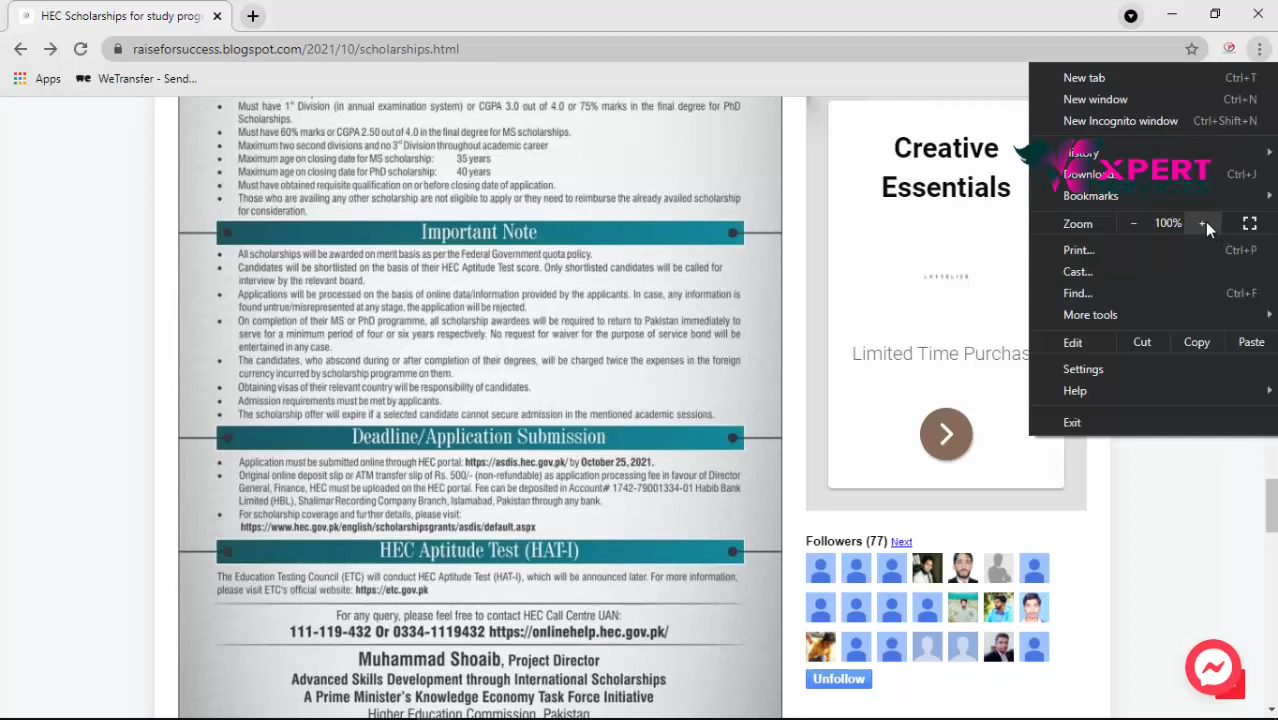 HEC Scholarships for study prog
raiseforsuccess.blogspot.com/2021/10/scholarships.html
Apps
WeTransfer - Send...
Must have 1st Division (in annual examination system) or CGPA 3.0 out of 4.0 or 75% marks in the final degree for PhD
Scholarships.
Must have 60% marks or CGPA 2.50 out of 4.0 in the final degree for MS scholarships.
Maximum two second divisions and no 3rd Division throughout academic career
Maximum age on closing date for MS scholarship: 35 years
Maximum age on closing date for PhD scholarship: 40 years
Must have obtained requisite qualification on or before closing date of application.
Those who are availing any other scholarship are not eligible to apply or they need to reimburse the already availed scholarship
for consideration.
Important Note
All scholarships will be awarded on merit basis as per the Federal Government quota policy.
Candidates will be shortlisted on the basis of their HEC Aptitude Test score. Only shortlisted candidates will be called for
interview by the relevant board.
Applications will be processed on the basis of online data/information provided by the applicants. In case, any information is
found untrue/misrepresented at any stage, the application will be rejected.
On completion of their MS or PhD programme, all scholarship awardees will be required to return to Pakistan immediately to
serve for a minimum period of four or six years respectively. No request for waiver for the purpose of service bond will be
entertained in any case.
The candidates, who abscond during or after completion of their degrees, will be charged twice the expenses in the foreign
currency incurred by scholarship programme on them.
Obtaining visas of their relevant country will be responsibility of candidates.
Admission requirements must be met by applicants.
The scholarship offer will expire if a selected candidate cannot secure admission in the mentioned academic sessions.
Deadline/Application Submission
Application must be submitted online through HEC portal: https://asdis.hec.gov.pk/ by October 25, 2021.
Original online deposit slip or ATM transfer slip of Rs. 500/- (non-refundable) as application processing fee in favour of Director
General, Finance, HEC must be uploaded on the HEC portal. Fee can be deposited in Account# 1742-79001334-01 Habib Bank
Limited (HBL), Shalimar Recording Company Branch, Islamabad, Pakistan through any bank.
For scholarship coverage and further details, please visit:
https://www.hec.gov.pk/english/scholarshipsgrants/asdis/default.aspx
HEC Aptitude Test (HAT-I)
The Education Testing Council (ETC) will conduct HEC Aptitude Test (HAT-I), which will be announced later. For more information,
please visit ETC's official website: https://etc.gov.pk
For any query, please feel free to contact HEC Call Centre UAN:
111-119-432 Or 0334-1119432 https://onlinehelp.hec.gov.pk/
Muhammad Shoaib, Project Director
Advanced Skills Development through International Scholarships
A Prime Minister's Knowledge Economy Task Force Initiative
Higher Education Commission, Pakistan
Creative
Essentials
Limited Time Purchas
Followers (77) Next
Unfollow
New tab Ctrl+T
New window Ctrl+N
New Incognito window Ctrl+Shift+N
History
XPERT
Downloads Ctrl+J
SERVICES
Bookmarks
Zoom - 100% +
Print... Ctrl+P
Cast...
Find... Ctrl+F
More tools
Edit Cut Copy Paste
Settings
Help
Exit